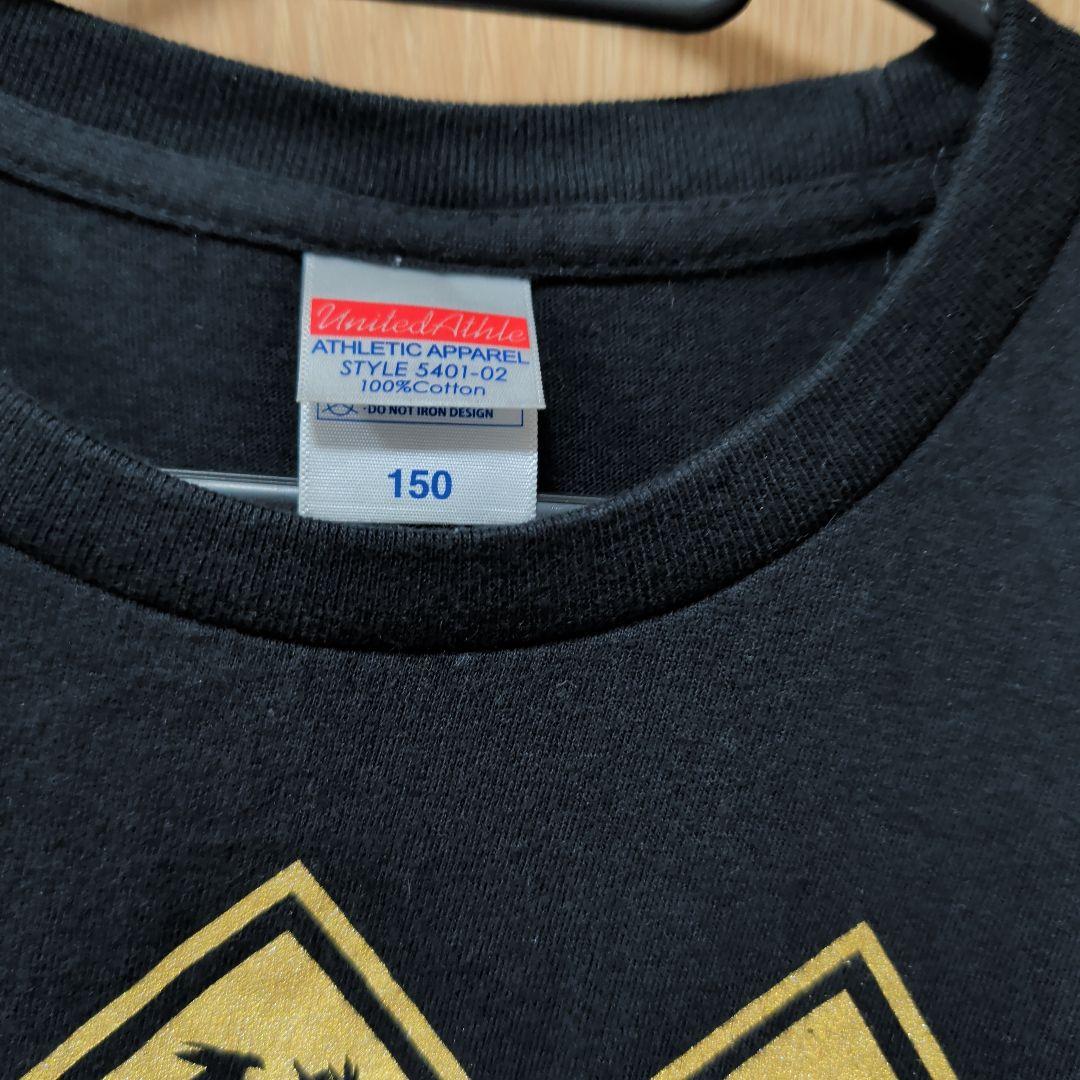 UnitedAthle
ATHLETIC APPAREL
STYLE 5401-02
100%Cotton
·DO NOT IRON DESIGN
150